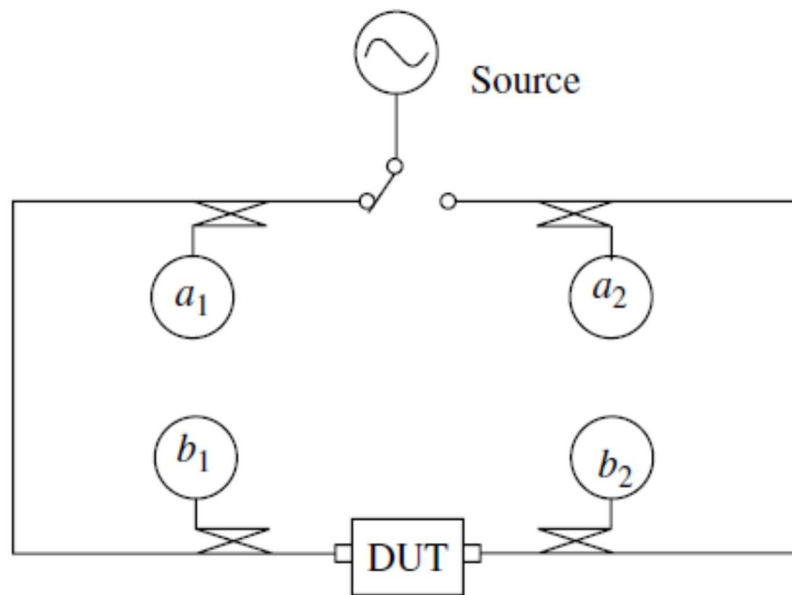 Source
a₁
a₂
b₁
b₂
DUT